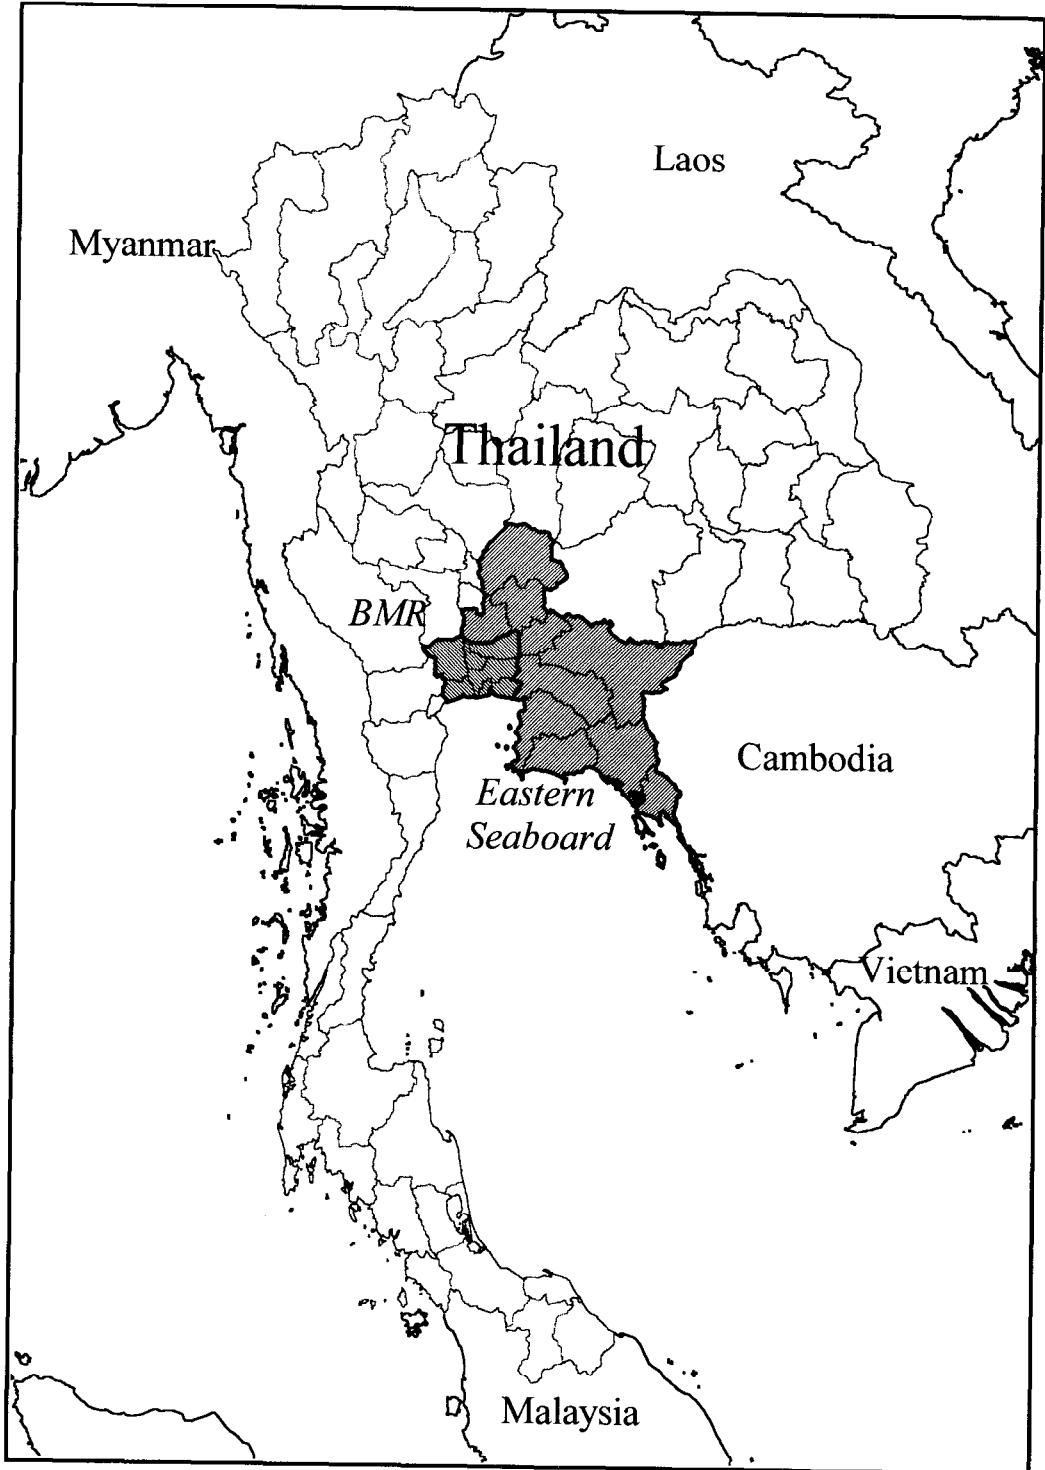 Laos
Myanmar
Thailand
BMR
Cambodia
Eastern
Seaboard
Vietnam
Malaysia